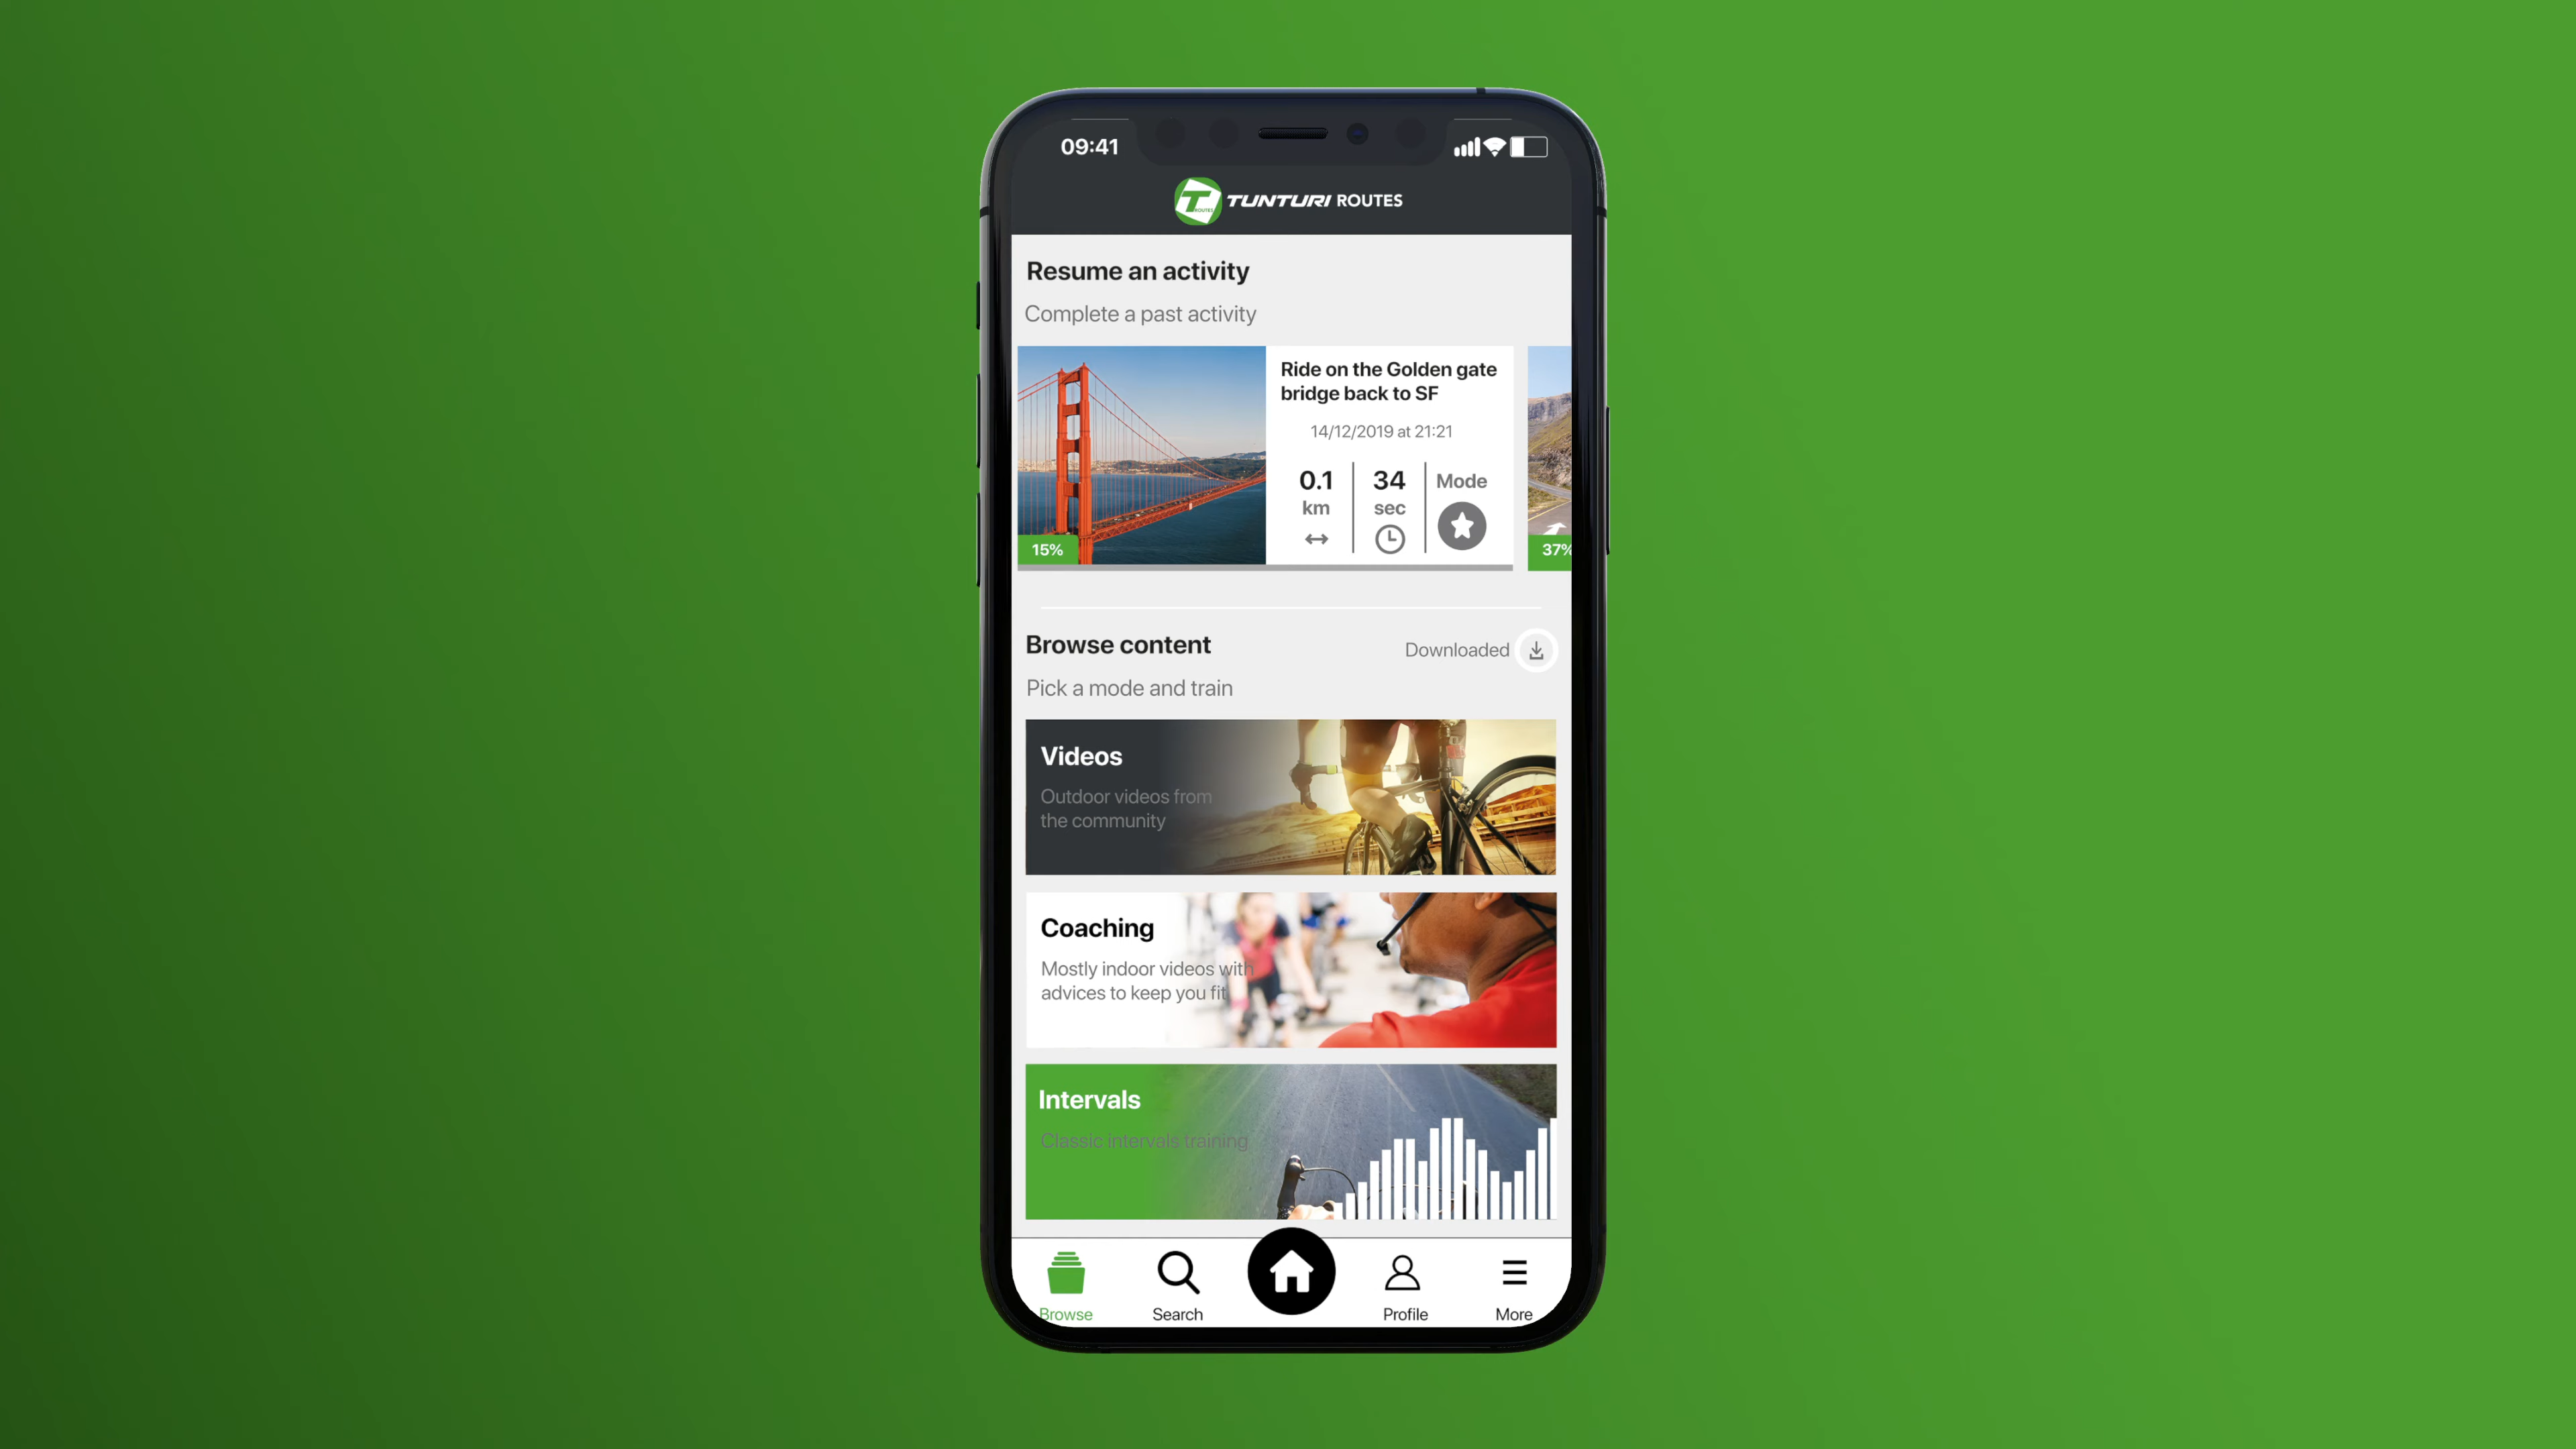 09:41
T
ROUTES
TUNTURI ROUTES
Resume an activity
Complete a past activity
Ride on the Golden gate
bridge back to SF
14/12/2019 at 21:21
0.1
km
34
sec
Mode
15%
37%
Browse content
Downloaded
Pick a mode and train
Videos
Outdoor videos from
the community
Coaching
Mostly indoor videos with
advices to keep you fit
Intervals
Classic intervals training
Browse
Search
Profile
More